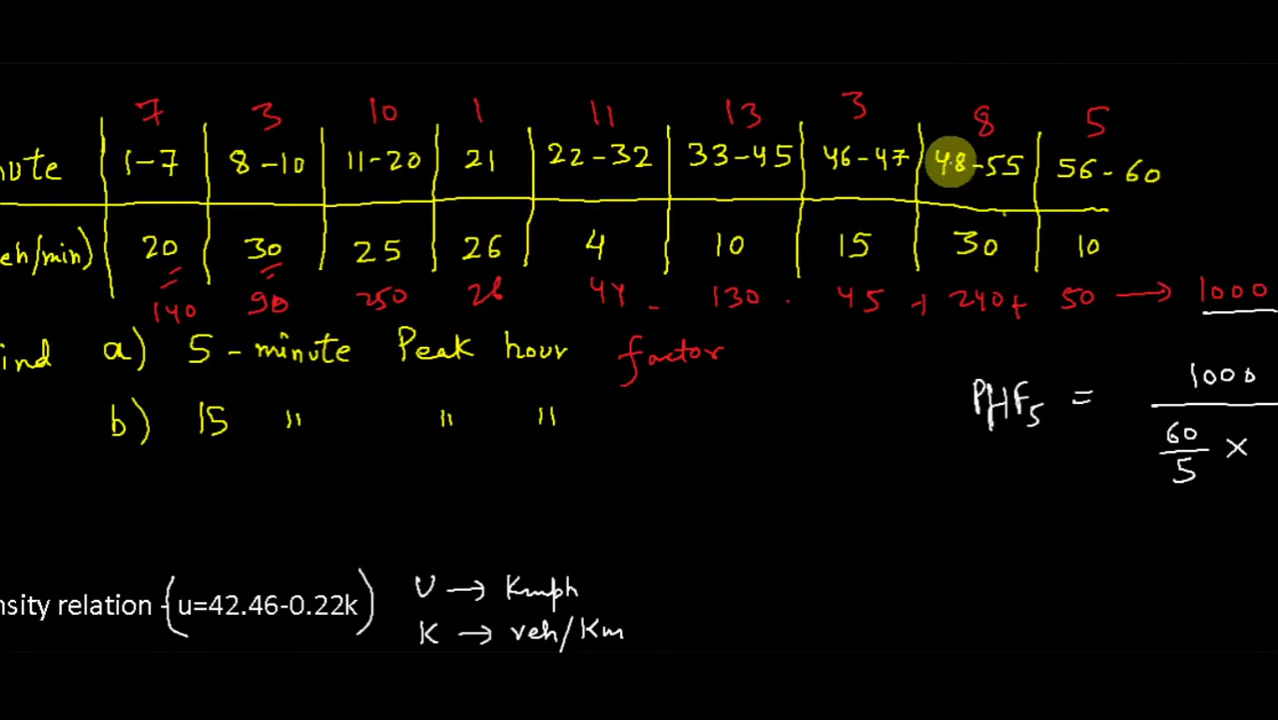 7 3 10 1 11 13 3 8 5
nute 1-7 8-10 11-20 21 22-32 33-45 46-47 48-55 56-60
eh/min) 20 30 25 26 4 10 15 30 10
140 90 250 26 44 - 130 . 45 + 240 + 50 → 1000
ind a) 5-minute Peak hour factor
b) 15 " " "
PHF5 = 1000
60/5 ×
nsity relation - (u=42.46-0.22k) U → Kmph
K → veh/Km